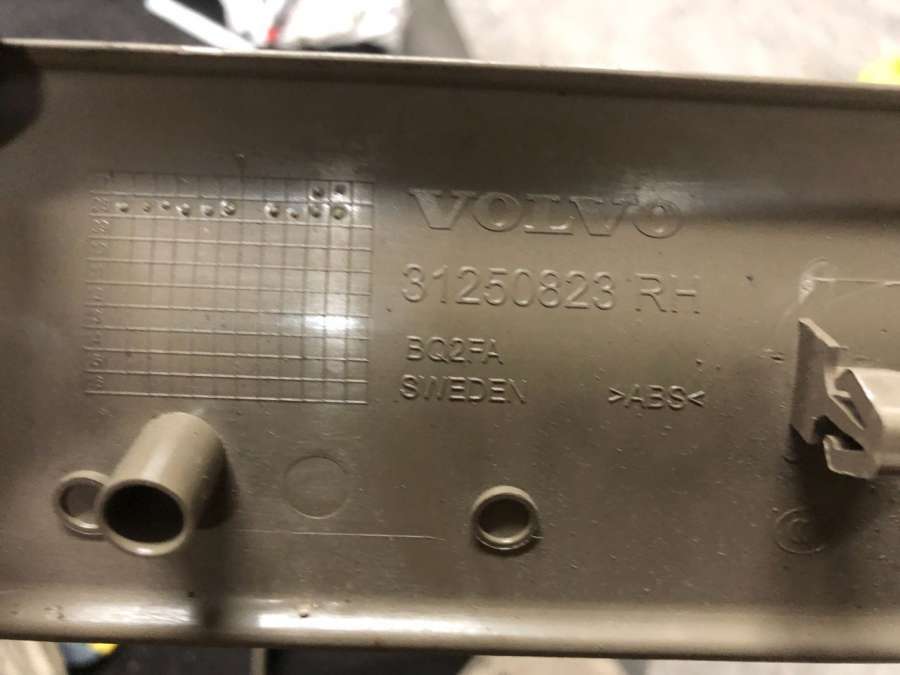 VOLVO
31250823 RH
BQ2FA
SWEDEN >ABS<